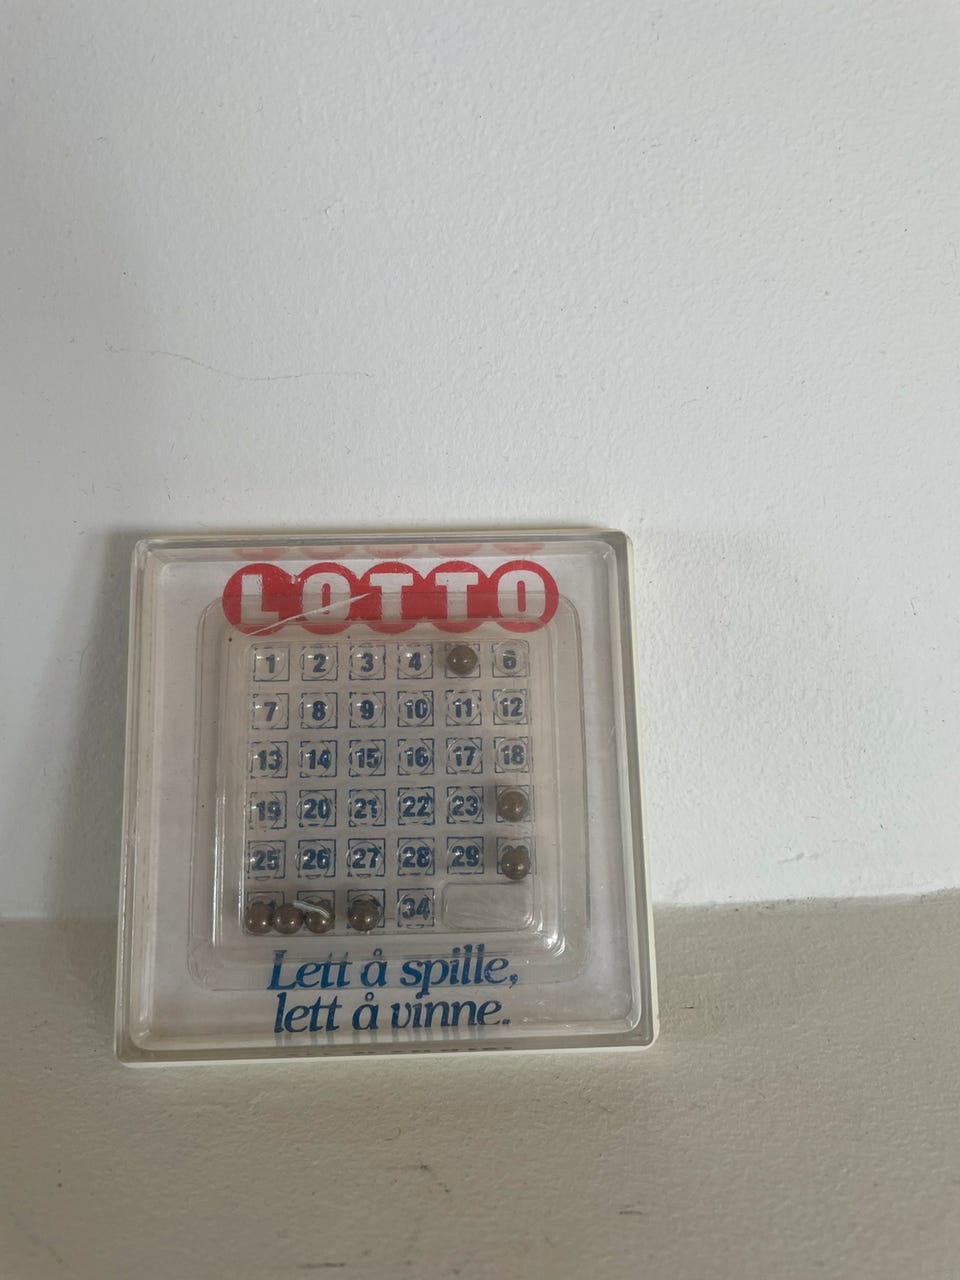 LOTTO
1 2 3 4 6
7 8 9 10 11 12
13 14 15 16 17 18
19 20 21 22 23
25 26 27 28 29
34
Lett å spille,
lett å vinne.